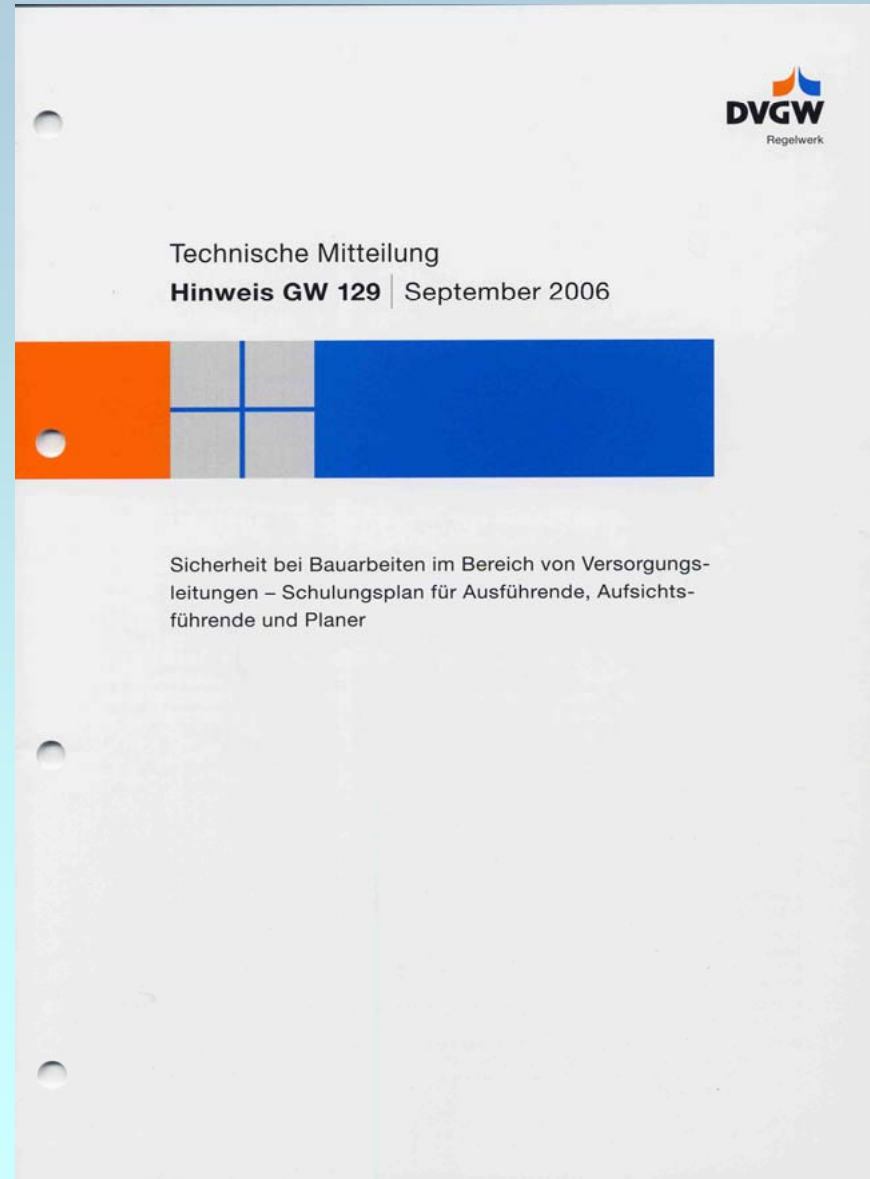 DVGW
Regelwerk
Technische Mitteilung
Hinweis GW 129 | September 2006
Sicherheit bei Bauarbeiten im Bereich von Versorgungs-
leitungen – Schulungsplan für Ausführende, Aufsichts-
führende und Planer